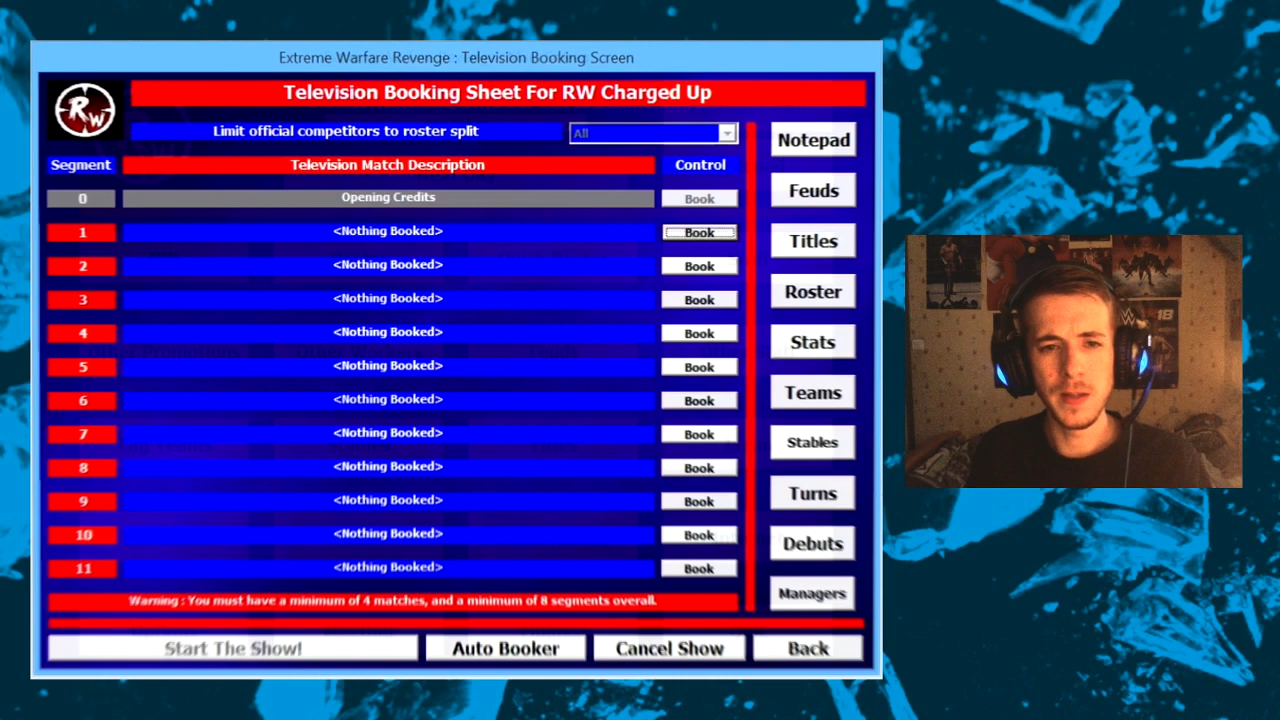 Extreme Warfare Revenge : Television Booking Screen
RW
Television Booking Sheet For RW Charged Up
Limit official competitors to roster split
All
Segment
Television Match Description
Control
0
Opening Credits
Book
1
<Nothing Booked>
Book
2
<Nothing Booked>
Book
3
<Nothing Booked>
Book
4
<Nothing Booked>
Book
5
<Nothing Booked>
Book
6
<Nothing Booked>
Book
7
<Nothing Booked>
Book
8
<Nothing Booked>
Book
9
<Nothing Booked>
Book
10
<Nothing Booked>
Book
11
<Nothing Booked>
Book
Warning : You must have a minimum of 4 matches, and a minimum of 8 segments overall.
Start The Show!
Auto Booker
Cancel Show
Back
Notepad
Feuds
Titles
Roster
Stats
Teams
Stables
Turns
Debuts
Managers
18